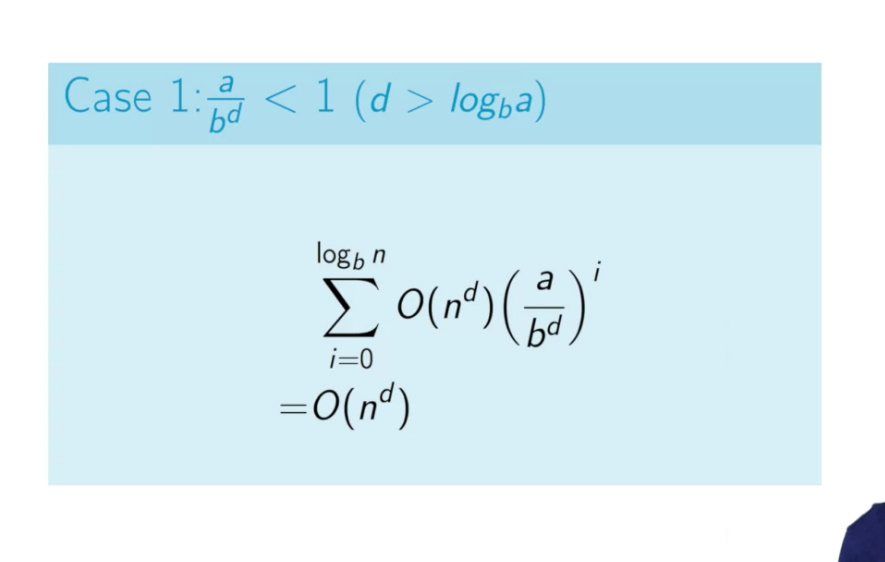 Case 1: a/b^d < 1 (d > log_b a)
log_b n
∑ O(n^d) (a/b^d)^i
i=0
=O(n^d)